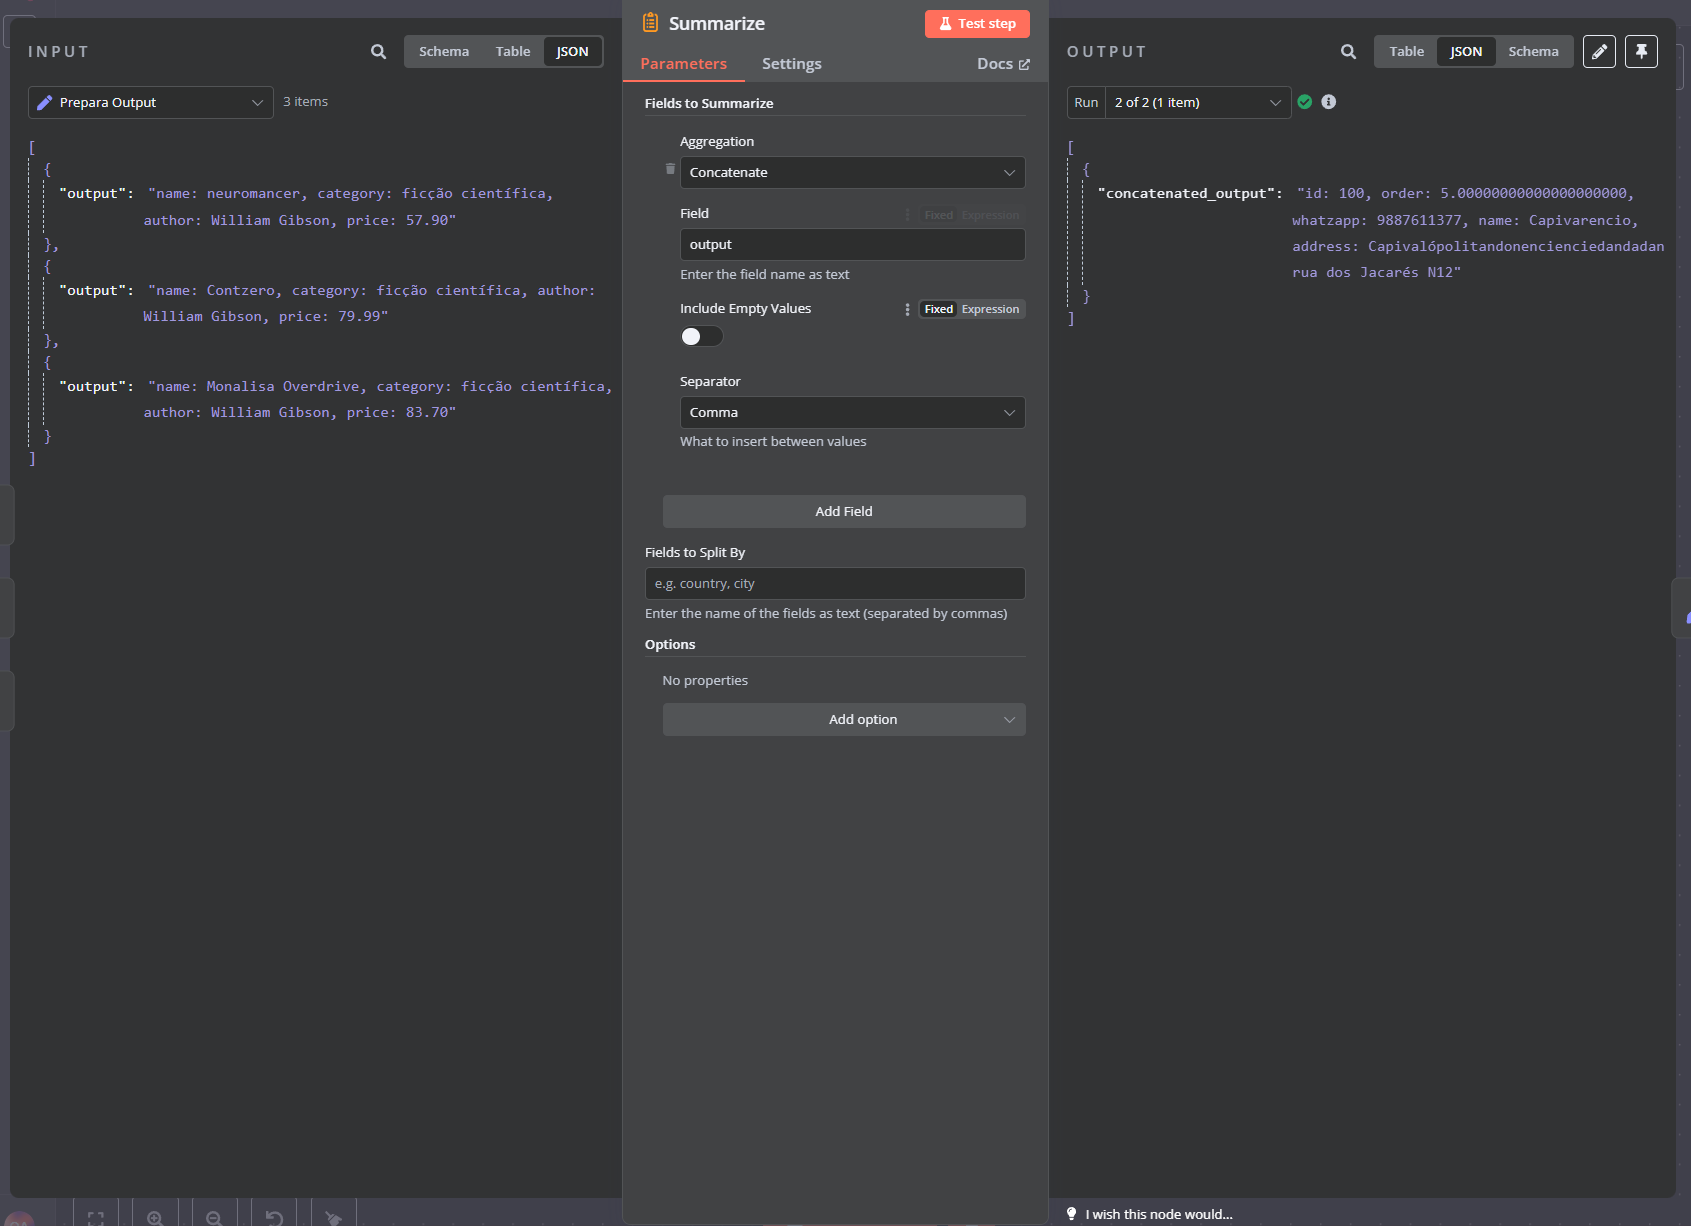 INPUT
Schema
Table
JSON
Prepara Output
3 items
[
{
"output": "name: neuromancer, category: ficção científica,
author: William Gibson, price: 57.90"
},
{
"output": "name: Contzero, category: ficção científica, author:
William Gibson, price: 79.99"
},
{
"output": "name: Monalisa Overdrive, category: ficção científica,
author: William Gibson, price: 83.70"
}
]
Summarize
Test step
Parameters
Settings
Docs
Fields to Summarize
Aggregation
Concatenate
Field
Fixed Expression
output
Enter the field name as text
Include Empty Values
Fixed Expression
Separator
Comma
What to insert between values
Add Field
Fields to Split By
e.g. country, city
Enter the name of the fields as text (separated by commas)
Options
No properties
Add option
OUTPUT
Table
JSON
Schema
Run
2 of 2 (1 item)
[
{
"concatenated_output": "id: 100, order: 5.00000000000000000000,
whatzapp: 9887611377, name: Capivarencio,
address: Capivalópolitandonencienciedandadan
rua dos Jacarés N12"
}
]
I wish this node would...